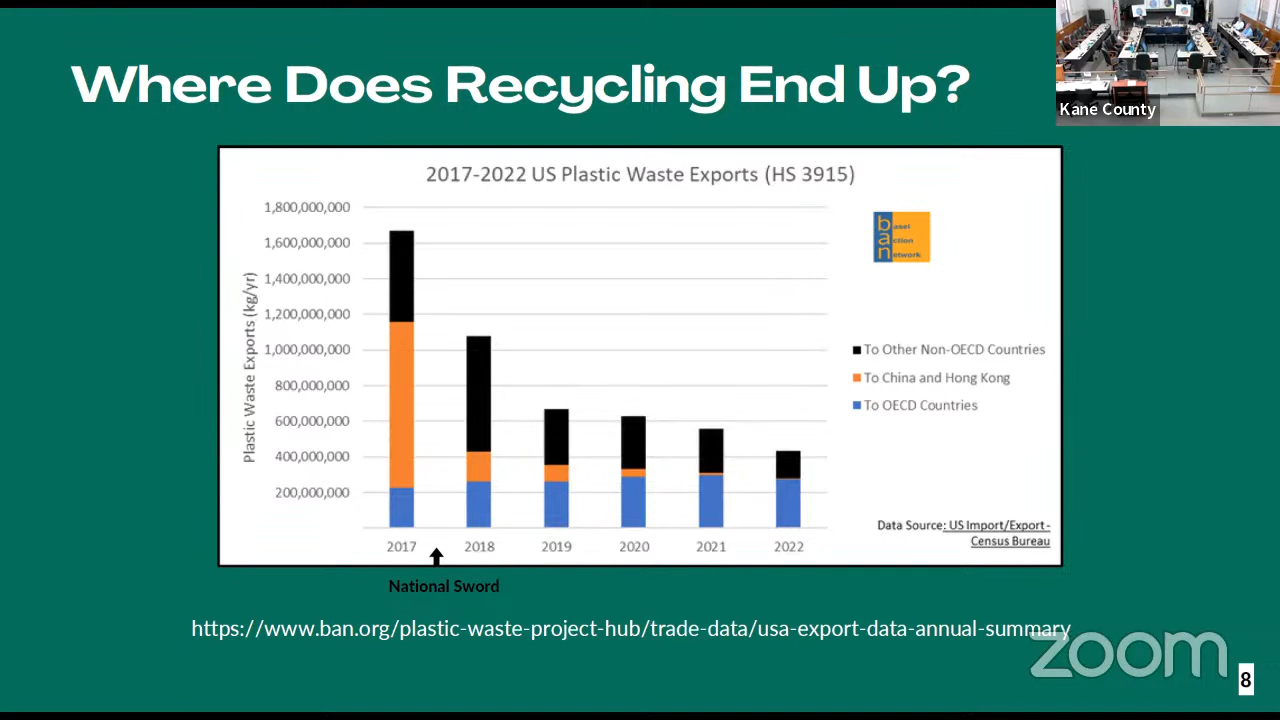 Where Does Recycling End Up?
Kane County
2017-2022 US Plastic Waste Exports (HS 3915)
Plastic Waste Exports (kg/yr)
1,800,000,000
1,600,000,000
1,400,000,000
1,200,000,000
1,000,000,000
800,000,000
600,000,000
400,000,000
200,000,000
2017
2018
2019
2020
2021
2022
basel
action
network
To Other Non-OECD Countries
To China and Hong Kong
To OECD Countries
Data Source: US Import/Export-
Census Bureau
National Sword
https://www.ban.org/plastic-waste-project-hub/trade-data/usa-export-data-annual-summary
zoom
8